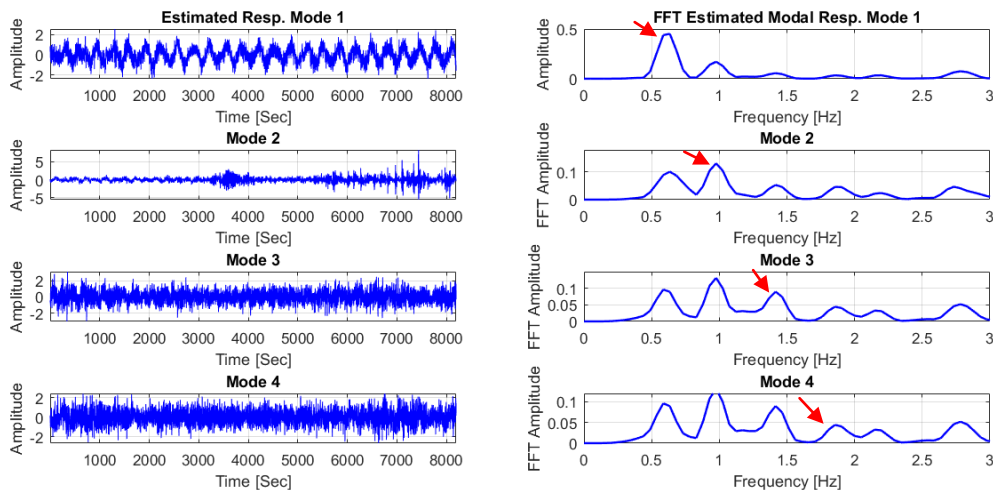 Estimated Resp. Mode 1
Amplitude
2
0
-2
1000 2000 3000 4000 5000 6000 7000 8000
Time [Sec]
FFT Estimated Modal Resp. Mode 1
Amplitude
0.5
0
0 0.5 1 1.5 2 2.5 3
Frequency [Hz]
Mode 2
Amplitude
5
0
-5
1000 2000 3000 4000 5000 6000 7000 8000
Time [Sec]
Mode 2
FFT Amplitude
0.1
0
0 0.5 1 1.5 2 2.5 3
Frequency [Hz]
Mode 3
Amplitude
2
0
-2
1000 2000 3000 4000 5000 6000 7000 8000
Time [Sec]
Mode 3
FFT Amplitude
0.1
0.05
0
0 0.5 1 1.5 2 2.5 3
Frequency [Hz]
Mode 4
Amplitude
2
0
-2
1000 2000 3000 4000 5000 6000 7000 8000
Time [Sec]
Mode 4
FFT Amplitude
0.1
0.05
0
0 0.5 1 1.5 2 2.5 3
Frequency [Hz]